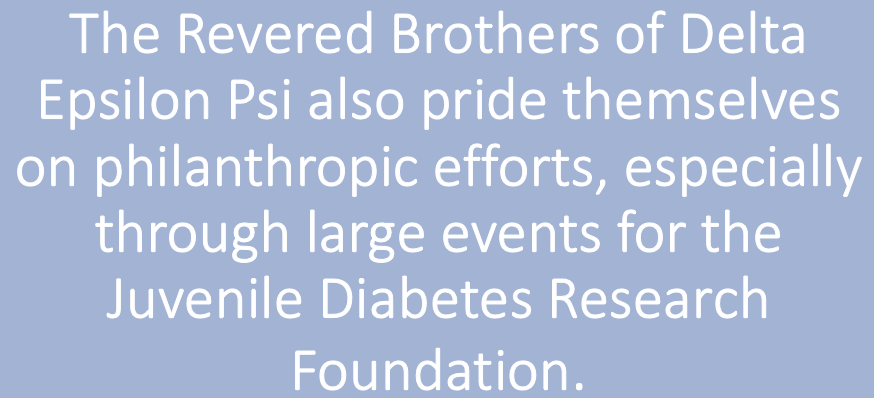 The Revered Brothers of Delta
Epsilon Psi also pride themselves
on philanthropic efforts, especially
through large events for the
Juvenile Diabetes Research
Foundation.